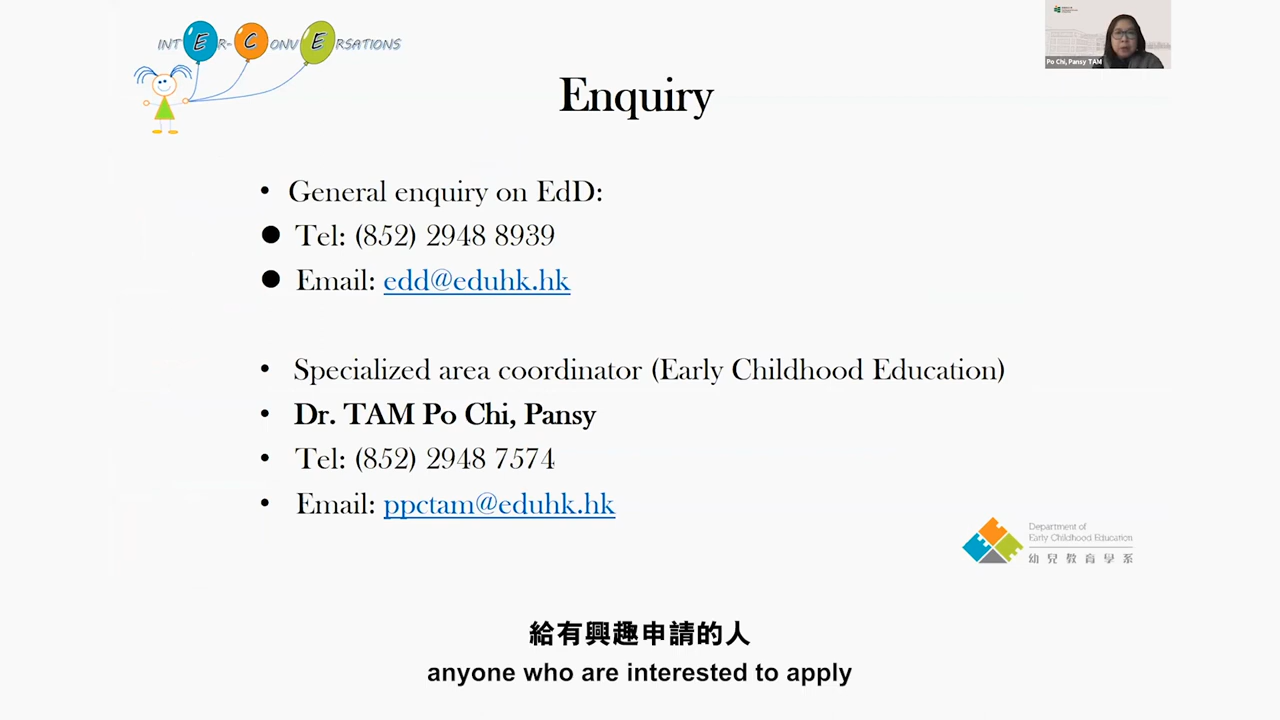 INTER-CONVERSATIONS
Po Chi, Pansy TAM
Enquiry
• General enquiry on EdD:
● Tel: (852) 2948 8939
● Email: edd@eduhk.hk
• Specialized area coordinator (Early Childhood Education)
• Dr. TAM Po Chi, Pansy
• Tel: (852) 2948 7574
• Email: ppctam@eduhk.hk
Department of
Early Childhood Education
幼兒教育學系
給有興趣申請的人
anyone who are interested to apply